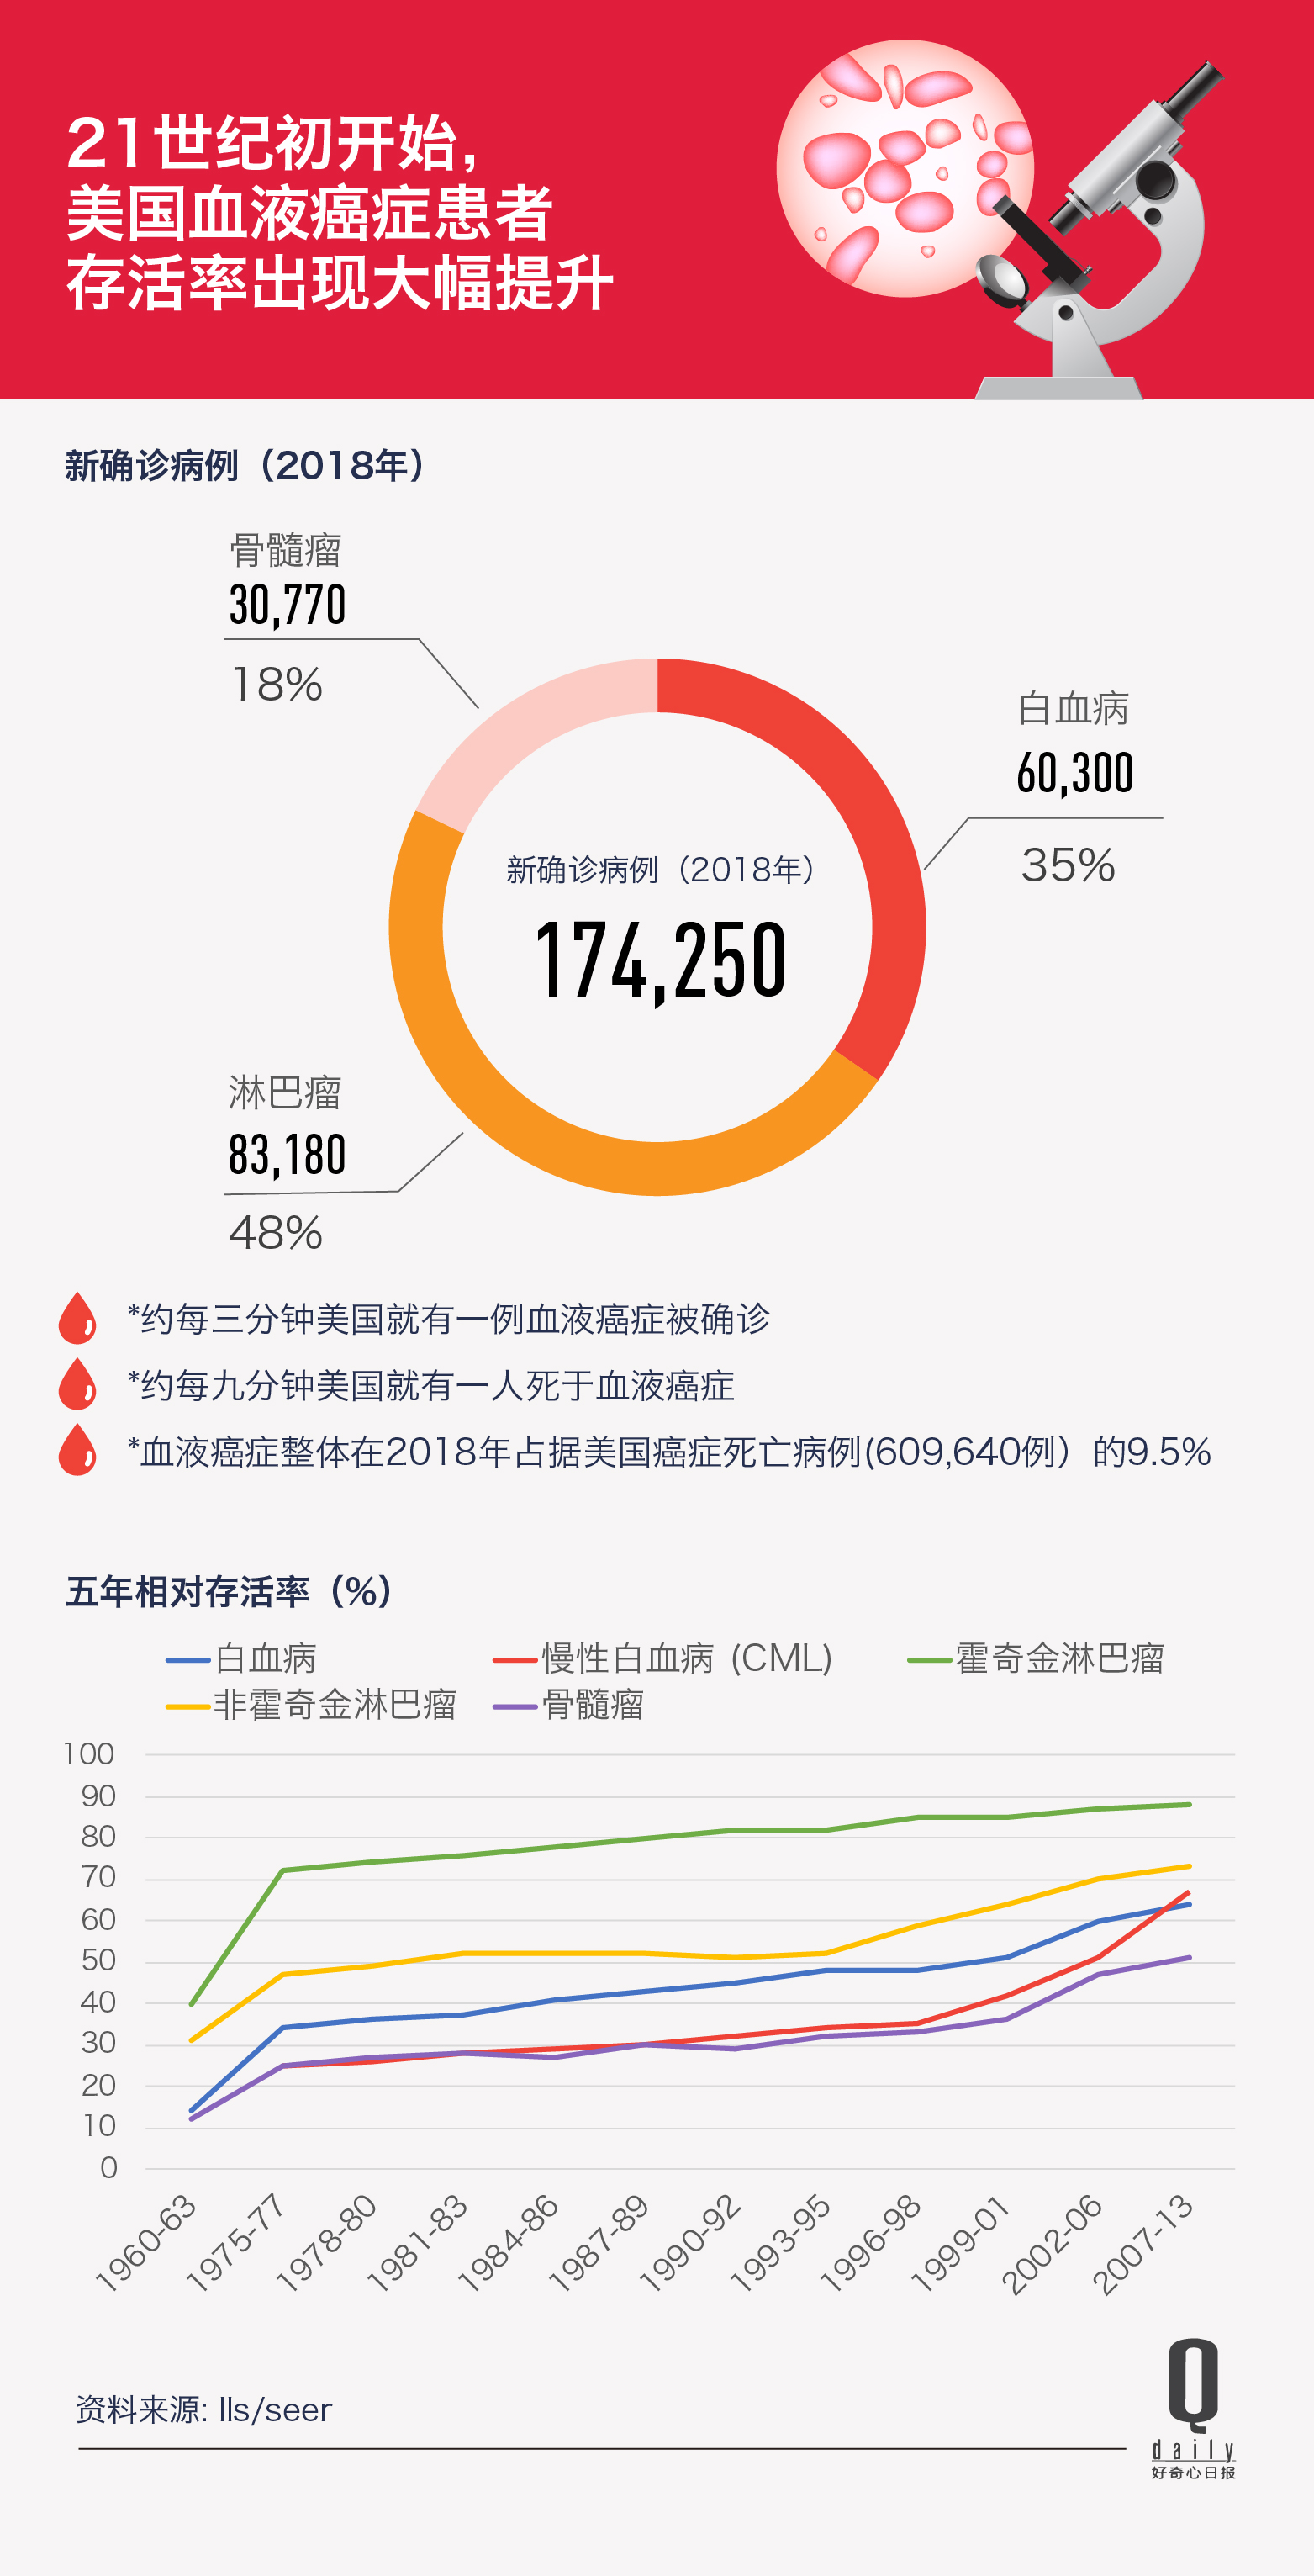 21世纪初开始,
美国血液癌症患者
存活率出现大幅提升
新确诊病例（2018年）
骨髓瘤
30,770
18%
白血病
60,300
35%
新确诊病例（2018年）
174,250
淋巴瘤
83,180
48%
*约每三分钟美国就有一例血液癌症被确诊
*约每九分钟美国就有一人死于血液癌症
*血液癌症整体在2018年占据美国癌症死亡病例(609,640例）的9.5%
五年相对存活率（%）
白血病 慢性白血病 (CML) 霍奇金淋巴瘤
非霍奇金淋巴瘤 骨髓瘤
100
90
80
70
60
50
40
30
20
10
0
1960-63 1975-77 1978-80 1981-83 1984-86 1987-89 1990-92 1993-95 1996-98 1999-01 2002-06 2007-13
资料来源: lls/seer
Q
daily
好奇心日报